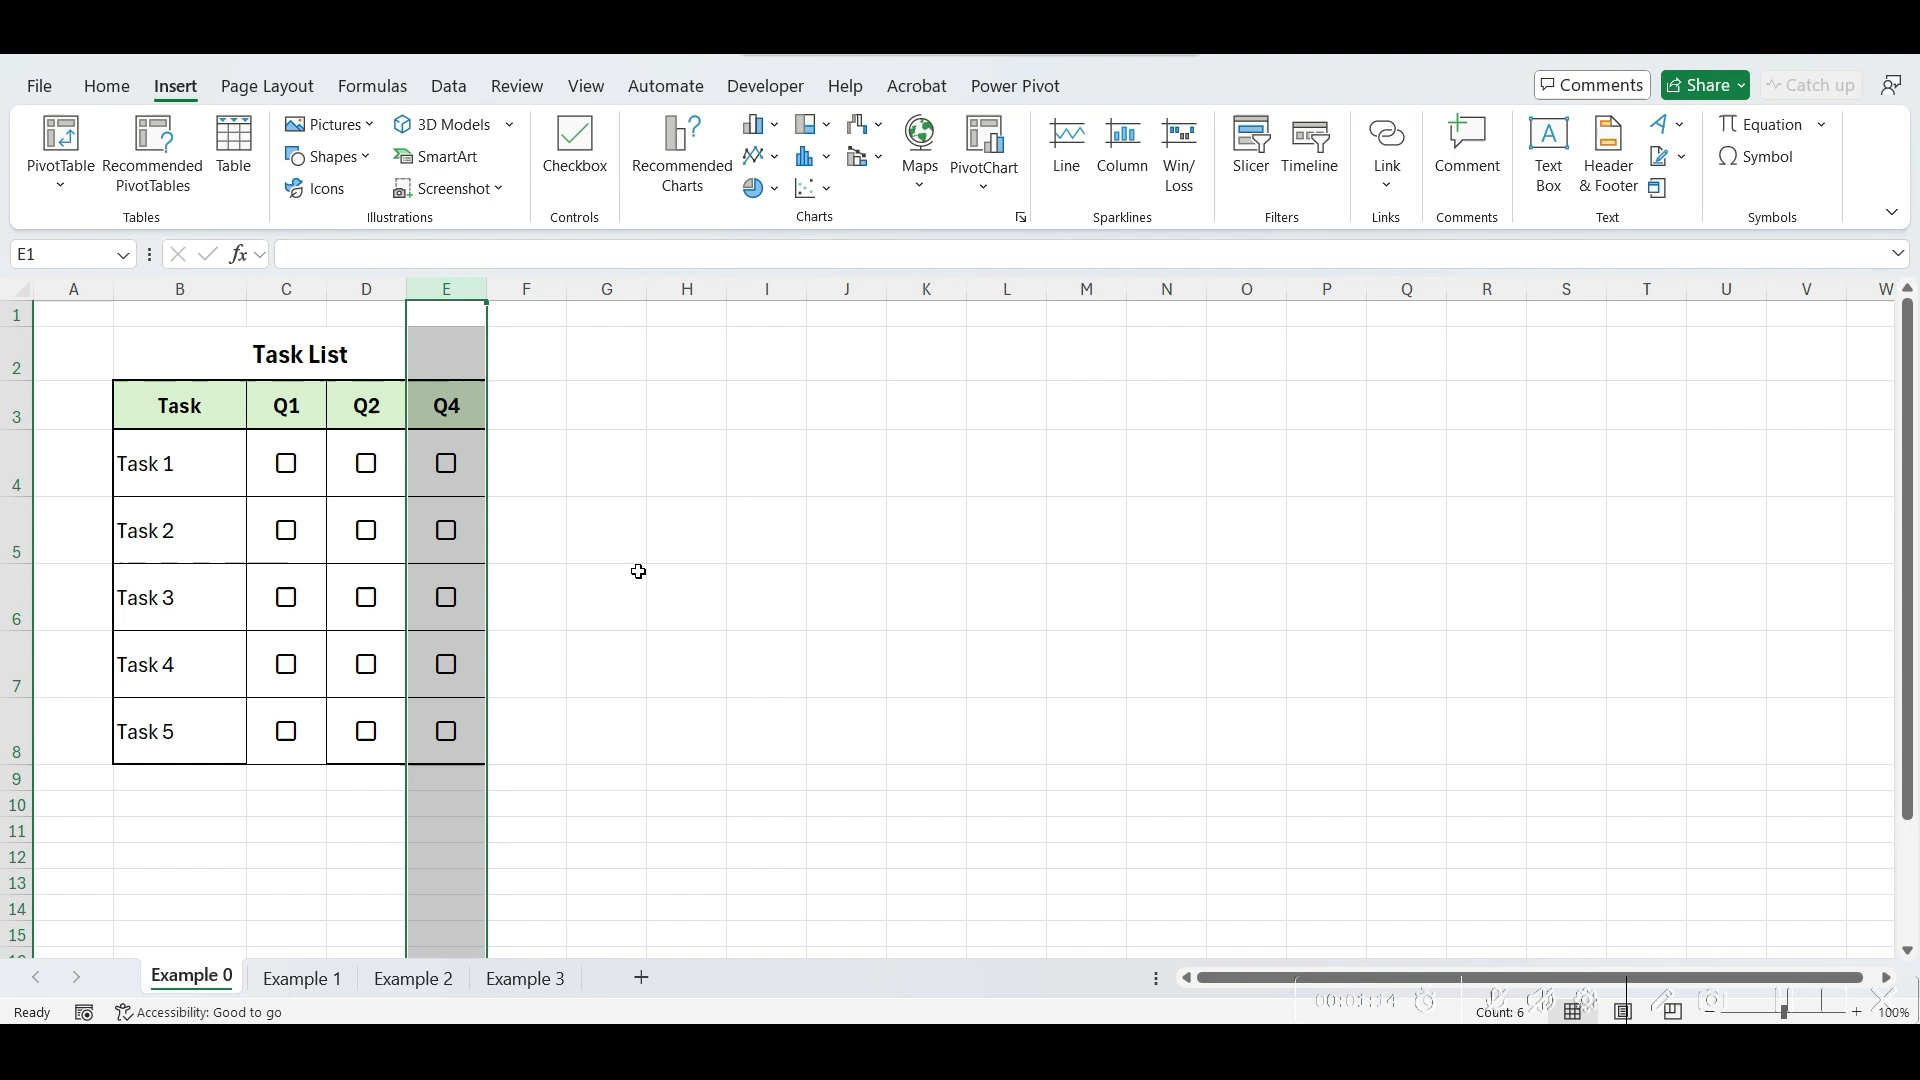 File Home Insert Page Layout Formulas Data Review View Automate Developer Help Acrobat Power Pivot Comments Share Catch up
PivotTable Recommended PivotTables Table
Tables
Pictures 3D Models
Shapes SmartArt
Icons Screenshot
Illustrations
Checkbox
Controls
Recommended Charts
Maps PivotChart
Charts
Line Column Win/ Loss
Sparklines
Slicer Timeline
Filters
Link
Links
Comment
Comments
Text Box Header & Footer
Text
Equation
Symbol
Symbols
E1 fx
A B C D E F G H I J K L M N O P Q R S T U V W
1
2 Task List
3 Task Q1 Q2 Q4
4 Task 1
5 Task 2
6 Task 3
7 Task 4
8 Task 5
9
10
11
12
13
14
15
Example 0 Example 1 Example 2 Example 3
00:01:14
Ready Accessibility: Good to go Count: 6 100%